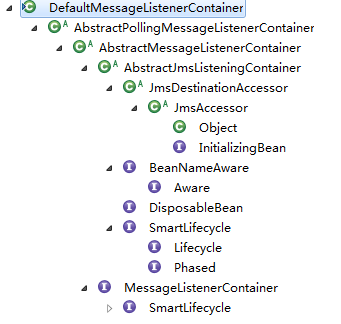 DefaultMessageListenerContainer
AbstractPollingMessageListenerContainer
AbstractMessageListenerContainer
AbstractJmsListeningContainer
JmsDestinationAccessor
JmsAccessor
Object
InitializingBean
BeanNameAware
Aware
DisposableBean
SmartLifecycle
Lifecycle
Phased
MessageListenerContainer
SmartLifecycle